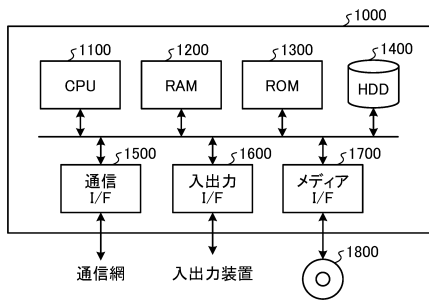 1000
1100
1200
1300
1400
CPU
RAM
ROM
HDD
1500
1600
1700
通信
I/F
入出力
I/F
メディア
I/F
1800
通信網
入出力装置